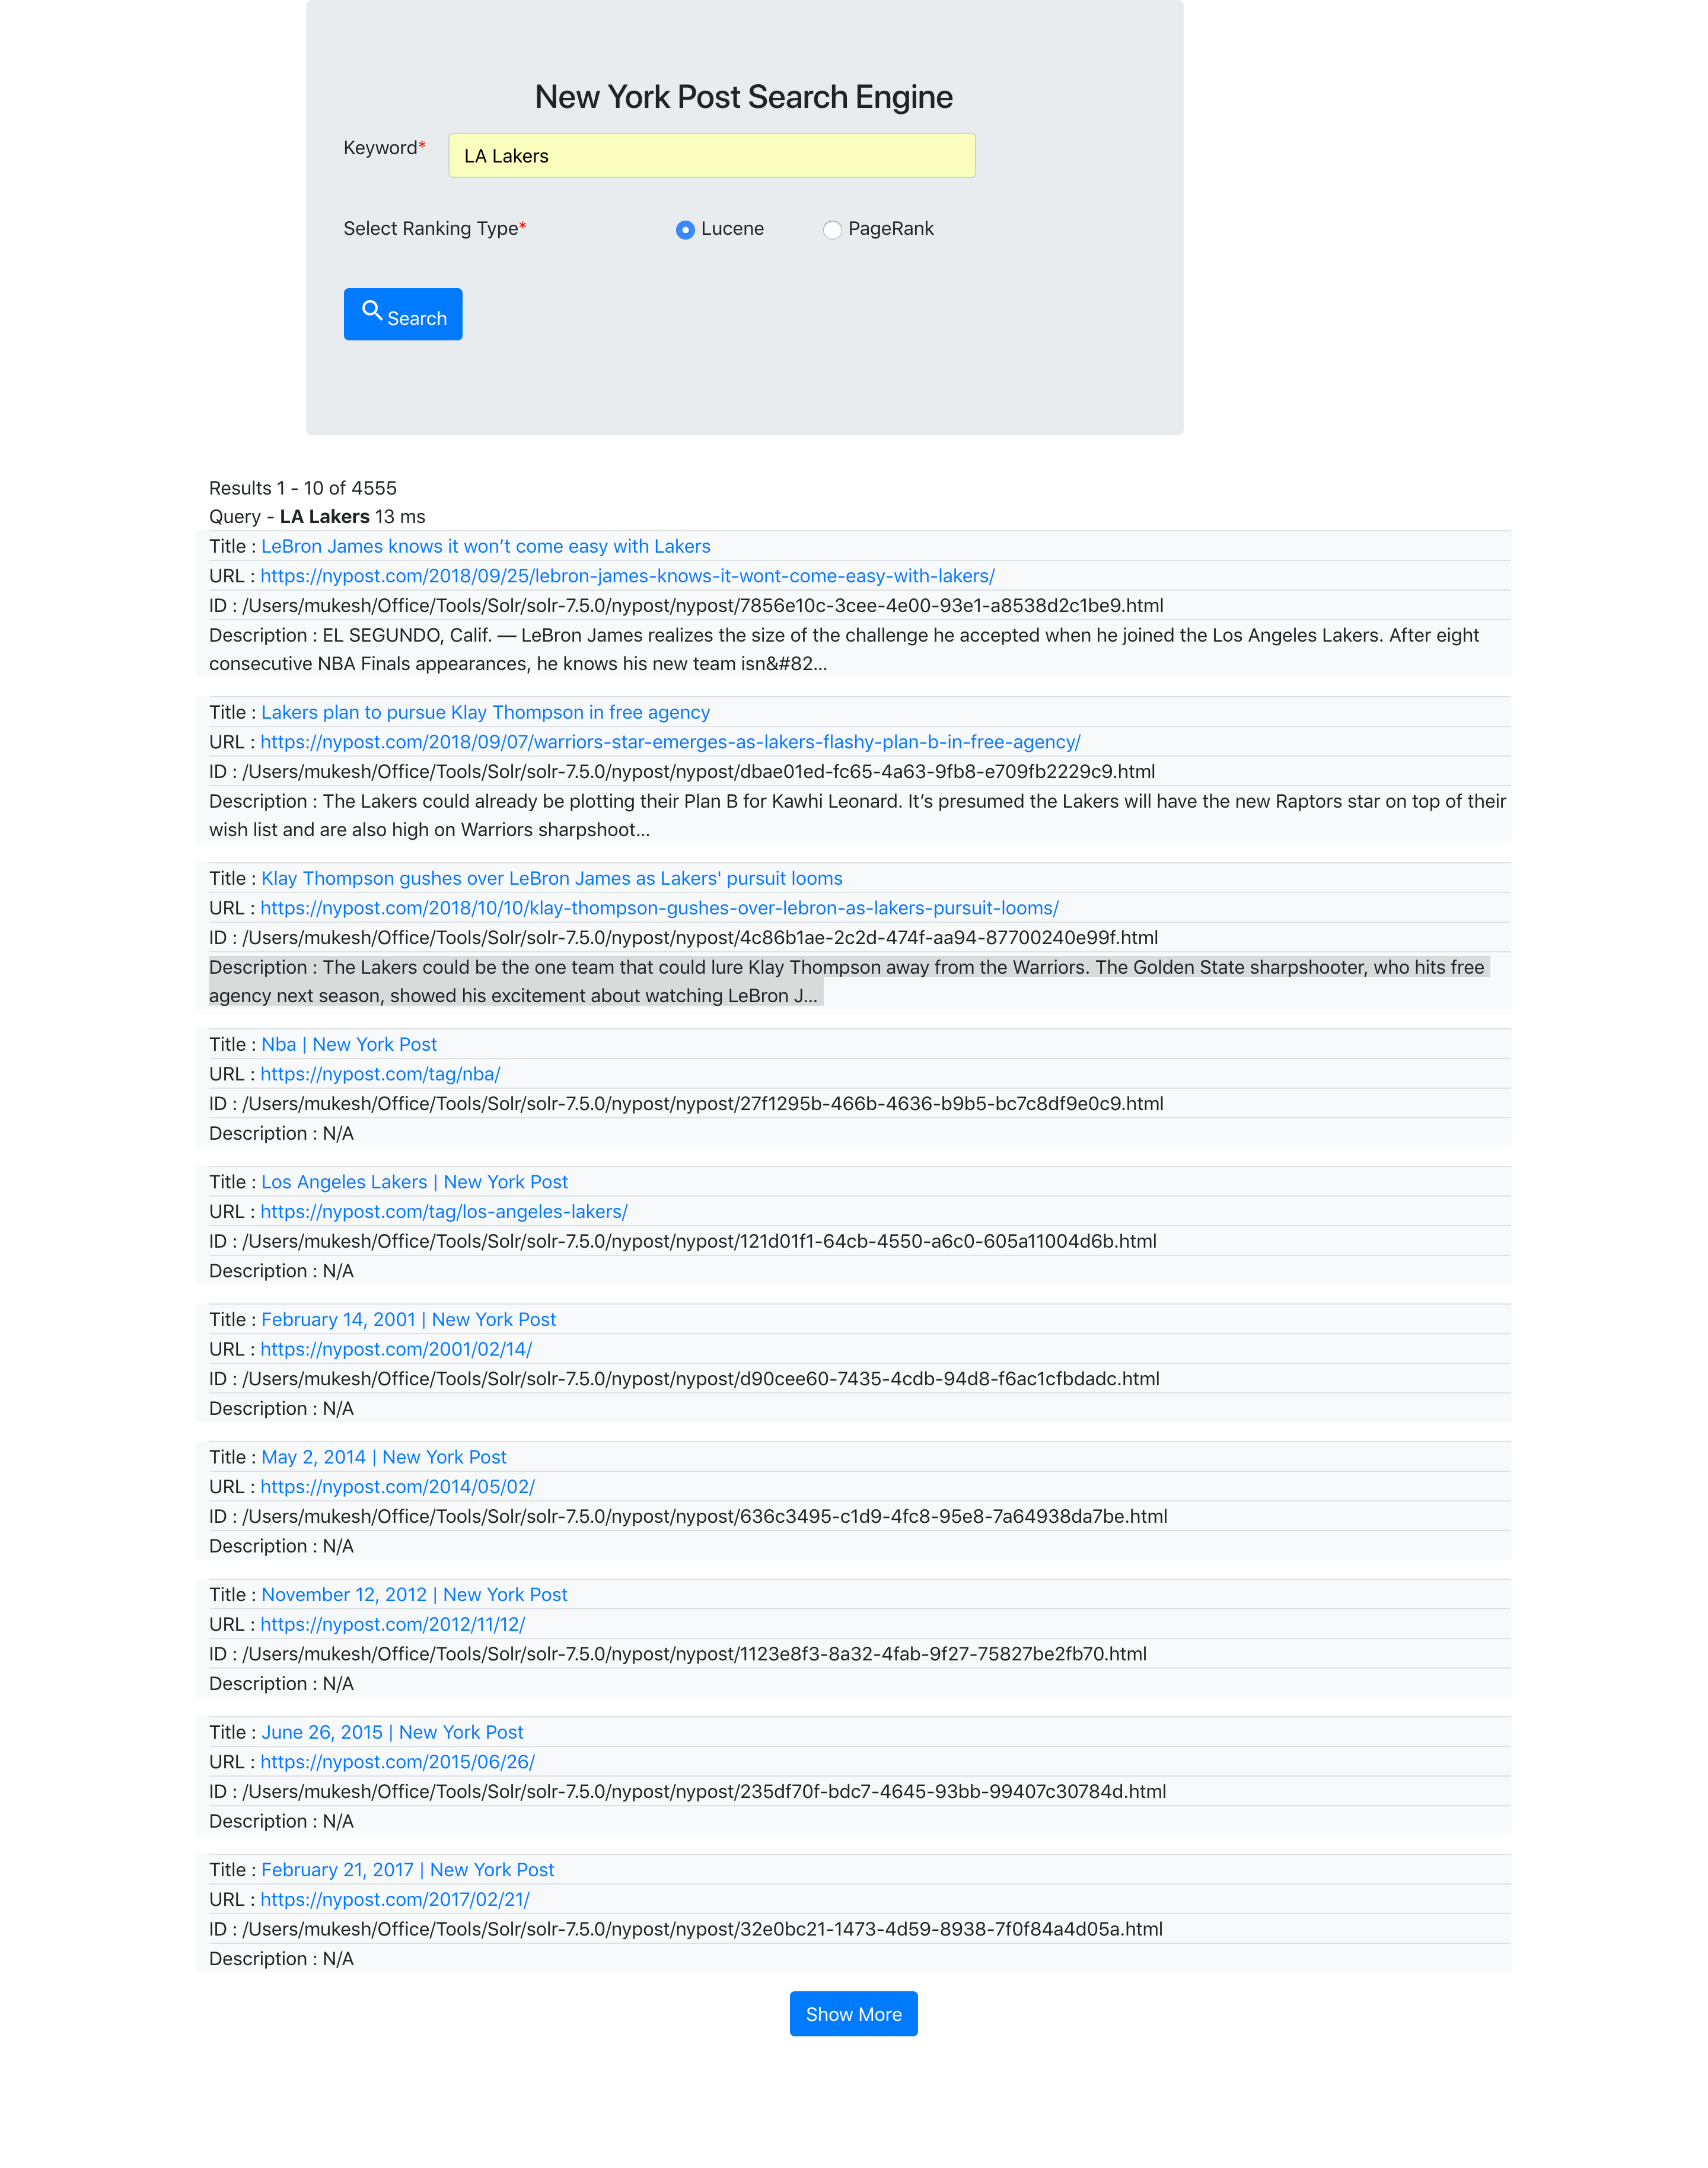 New York Post Search Engine
Keyword*
LA Lakers
Select Ranking Type*
Lucene
PageRank
Search
Results 1 - 10 of 4555
Query - LA Lakers 13 ms
Title : LeBron James knows it won’t come easy with Lakers
URL : https://nypost.com/2018/09/25/lebron-james-knows-it-wont-come-easy-with-lakers/
ID : /Users/mukesh/Office/Tools/Solr/solr-7.5.0/nypost/nypost/7856e10c-3cee-4e00-93e1-a8538d2c1be9.html
Description : EL SEGUNDO, Calif. — LeBron James realizes the size of the challenge he accepted when he joined the Los Angeles Lakers. After eight
consecutive NBA Finals appearances, he knows his new team isn&#82...
Title : Lakers plan to pursue Klay Thompson in free agency
URL : https://nypost.com/2018/09/07/warriors-star-emerges-as-lakers-flashy-plan-b-in-free-agency/
ID : /Users/mukesh/Office/Tools/Solr/solr-7.5.0/nypost/nypost/dbae01ed-fc65-4a63-9fb8-e709fb2229c9.html
Description : The Lakers could already be plotting their Plan B for Kawhi Leonard. It’s presumed the Lakers will have the new Raptors star on top of their
wish list and are also high on Warriors sharpshoot...
Title : Klay Thompson gushes over LeBron James as Lakers' pursuit looms
URL : https://nypost.com/2018/10/10/klay-thompson-gushes-over-lebron-as-lakers-pursuit-looms/
ID : /Users/mukesh/Office/Tools/Solr/solr-7.5.0/nypost/nypost/4c86b1ae-2c2d-474f-aa94-87700240e99f.html
Description : The Lakers could be the one team that could lure Klay Thompson away from the Warriors. The Golden State sharpshooter, who hits free
agency next season, showed his excitement about watching LeBron J...
Title : Nba | New York Post
URL : https://nypost.com/tag/nba/
ID : /Users/mukesh/Office/Tools/Solr/solr-7.5.0/nypost/nypost/27f1295b-466b-4636-b9b5-bc7c8df9e0c9.html
Description : N/A
Title : Los Angeles Lakers | New York Post
URL : https://nypost.com/tag/los-angeles-lakers/
ID : /Users/mukesh/Office/Tools/Solr/solr-7.5.0/nypost/nypost/121d01f1-64cb-4550-a6c0-605a11004d6b.html
Description : N/A
Title : February 14, 2001 | New York Post
URL : https://nypost.com/2001/02/14/
ID : /Users/mukesh/Office/Tools/Solr/solr-7.5.0/nypost/nypost/d90cee60-7435-4cdb-94d8-f6ac1cfbdadc.html
Description : N/A
Title : May 2, 2014 | New York Post
URL : https://nypost.com/2014/05/02/
ID : /Users/mukesh/Office/Tools/Solr/solr-7.5.0/nypost/nypost/636c3495-c1d9-4fc8-95e8-7a64938da7be.html
Description : N/A
Title : November 12, 2012 | New York Post
URL : https://nypost.com/2012/11/12/
ID : /Users/mukesh/Office/Tools/Solr/solr-7.5.0/nypost/nypost/1123e8f3-8a32-4fab-9f27-75827be2fb70.html
Description : N/A
Title : June 26, 2015 | New York Post
URL : https://nypost.com/2015/06/26/
ID : /Users/mukesh/Office/Tools/Solr/solr-7.5.0/nypost/nypost/235df70f-bdc7-4645-93bb-99407c30784d.html
Description : N/A
Title : February 21, 2017 | New York Post
URL : https://nypost.com/2017/02/21/
ID : /Users/mukesh/Office/Tools/Solr/solr-7.5.0/nypost/nypost/32e0bc21-1473-4d59-8938-7f0f84a4d05a.html
Description : N/A
Show More